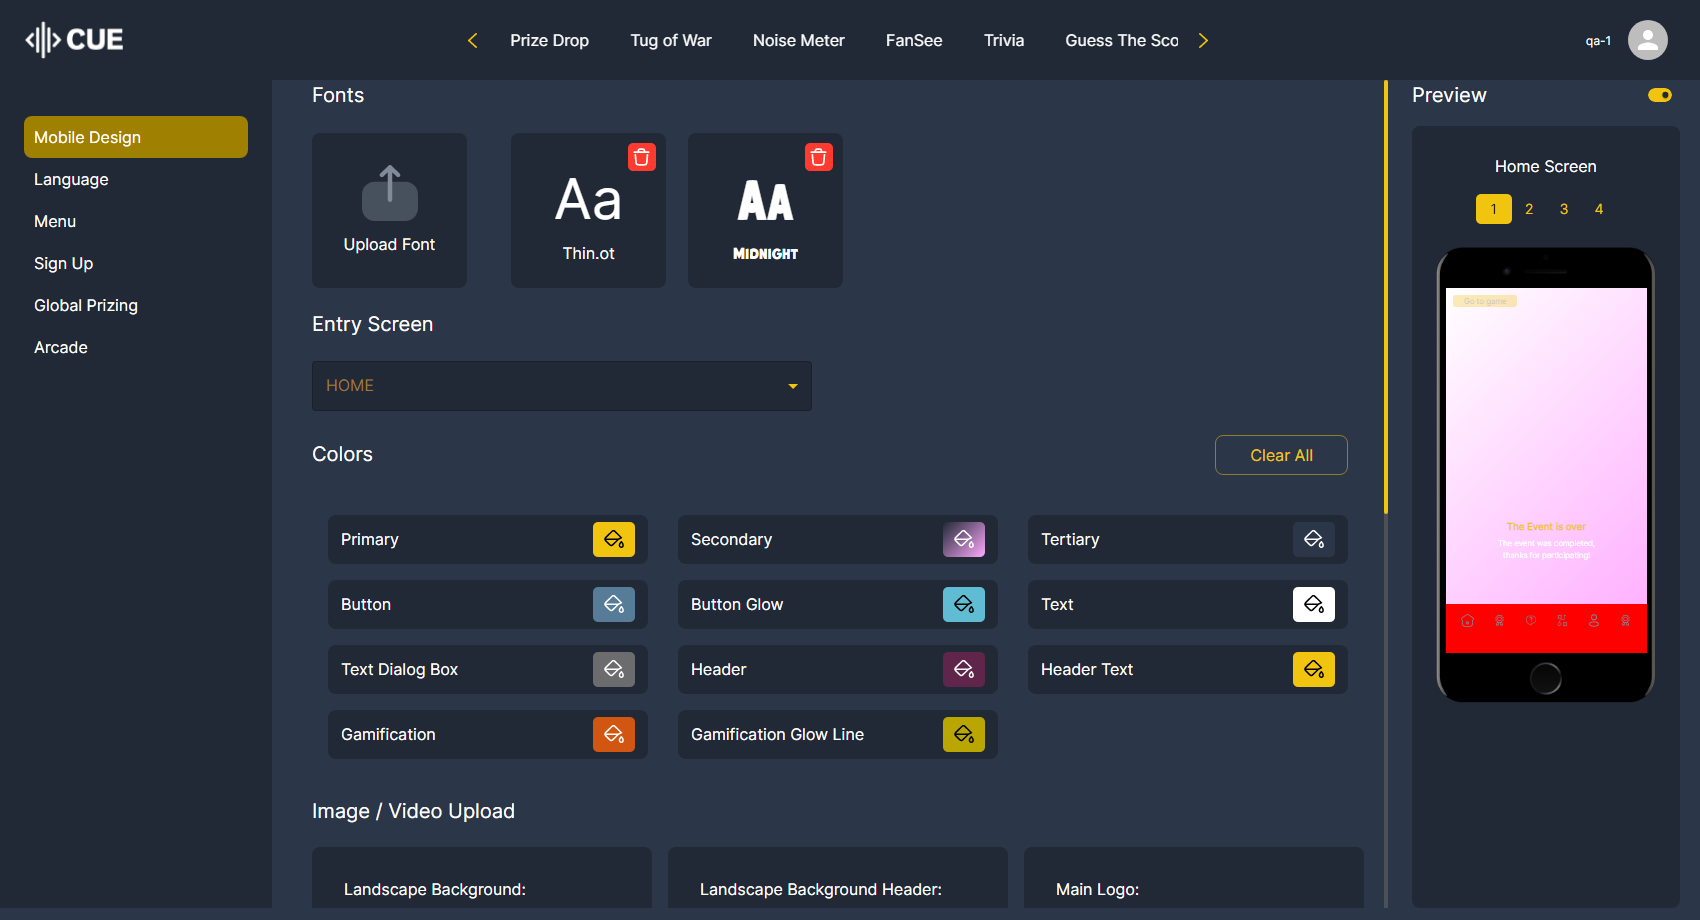 CUE
Prize Drop
Tug of War
Noise Meter
FanSee
Trivia
Guess The Sco
qa-1
Mobile Design
Language
Menu
Sign Up
Global Prizing
Arcade
Fonts
Upload Font
Aa
Thin.ot
AA
MIDNIGHT
Entry Screen
HOME
Colors
Clear All
Primary
Secondary
Tertiary
Button
Button Glow
Text
Text Dialog Box
Header
Header Text
Gamification
Gamification Glow Line
Image / Video Upload
Landscape Background:
Landscape Background Header:
Main Logo:
Preview
Home Screen
1 2 3 4
Go to game
The Event is over
The event was completed,
thanks for participating!